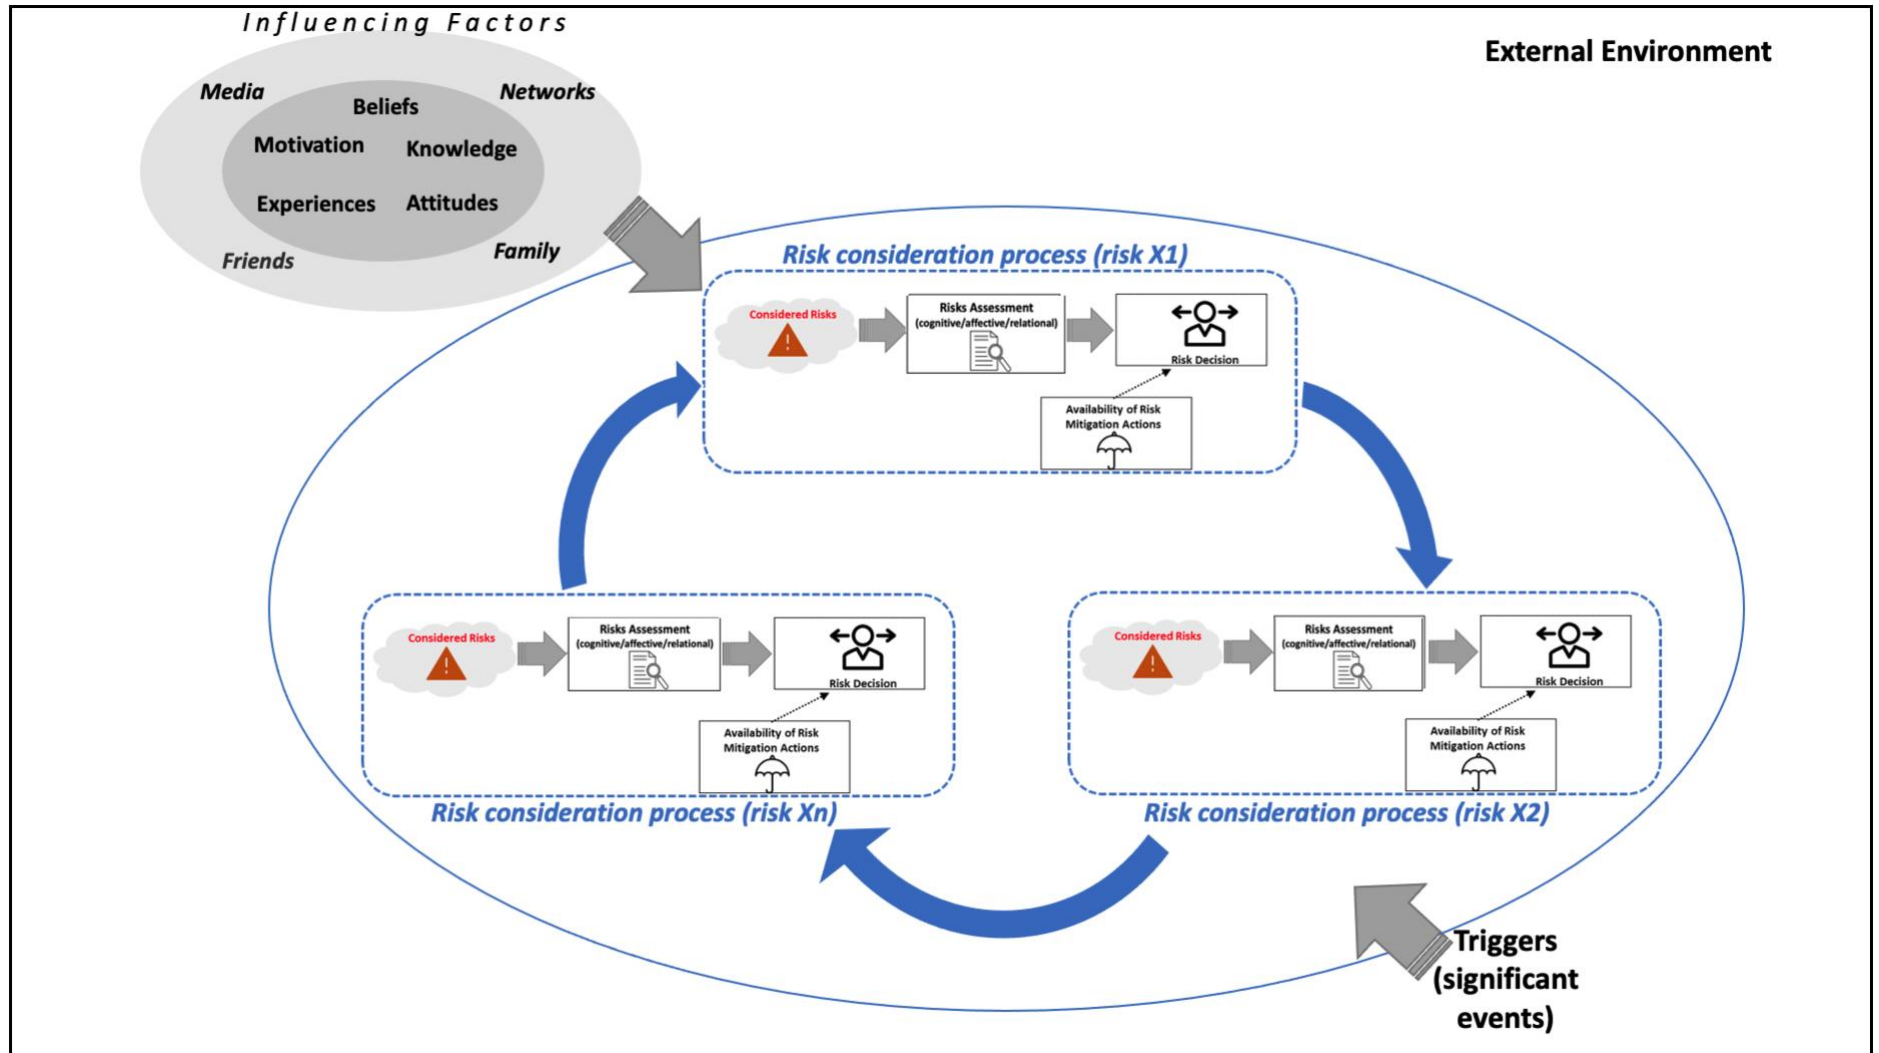 Influencing Factors
External Environment
Media
Networks
Beliefs
Motivation
Knowledge
Experiences
Attitudes
Friends
Family
Risk consideration process (risk X1)
Considered Risks
Risks Assessment
(cognitive/affective/relational)
Risk Decision
Availability of Risk
Mitigation Actions
Considered Risks
Risks Assessment
(cognitive/affective/relational)
Risk Decision
Availability of Risk
Mitigation Actions
Risk consideration process (risk Xn)
Considered Risks
Risks Assessment
(cognitive/affective/relational)
Risk Decision
Availability of Risk
Mitigation Actions
Risk consideration process (risk X2)
Triggers
(significant
events)